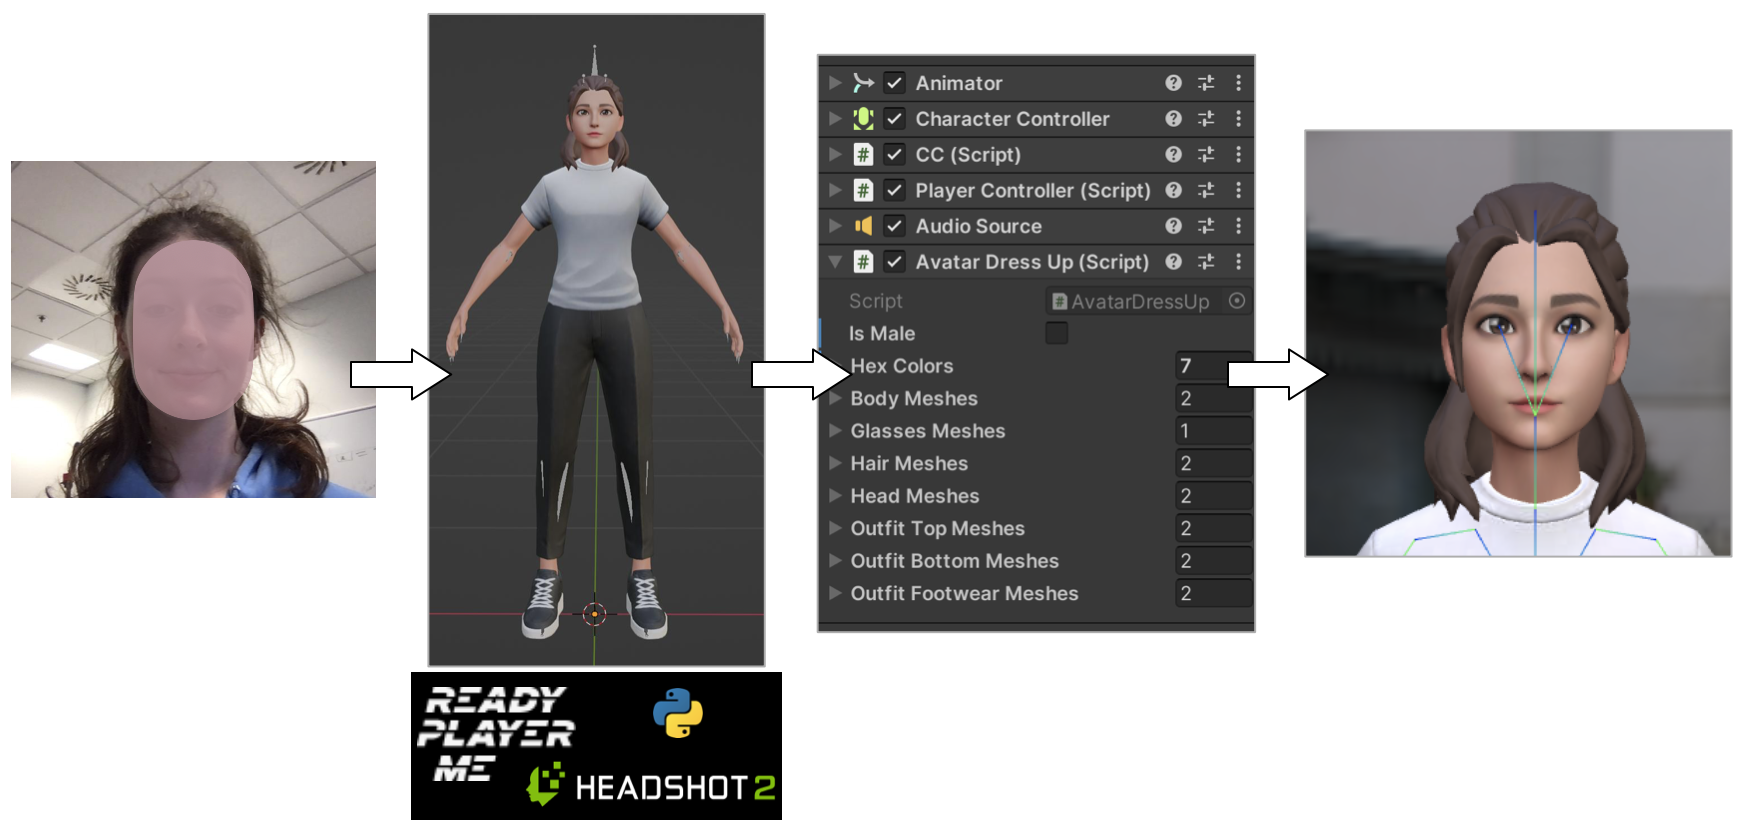 Animator
Character Controller
# CC (Script)
# Player Controller (Script)
Audio Source
# Avatar Dress Up (Script)
Script # AvatarDressUp
Is Male
Hex Colors 7
Body Meshes 2
Glasses Meshes 1
Hair Meshes 2
Head Meshes 2
Outfit Top Meshes 2
Outfit Bottom Meshes 2
Outfit Footwear Meshes 2
READY
PLAYER
ME
HEADSHOT 2